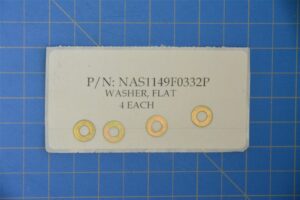 P/N: NAS1149F0332P
WASHER, FLAT
4 EACH